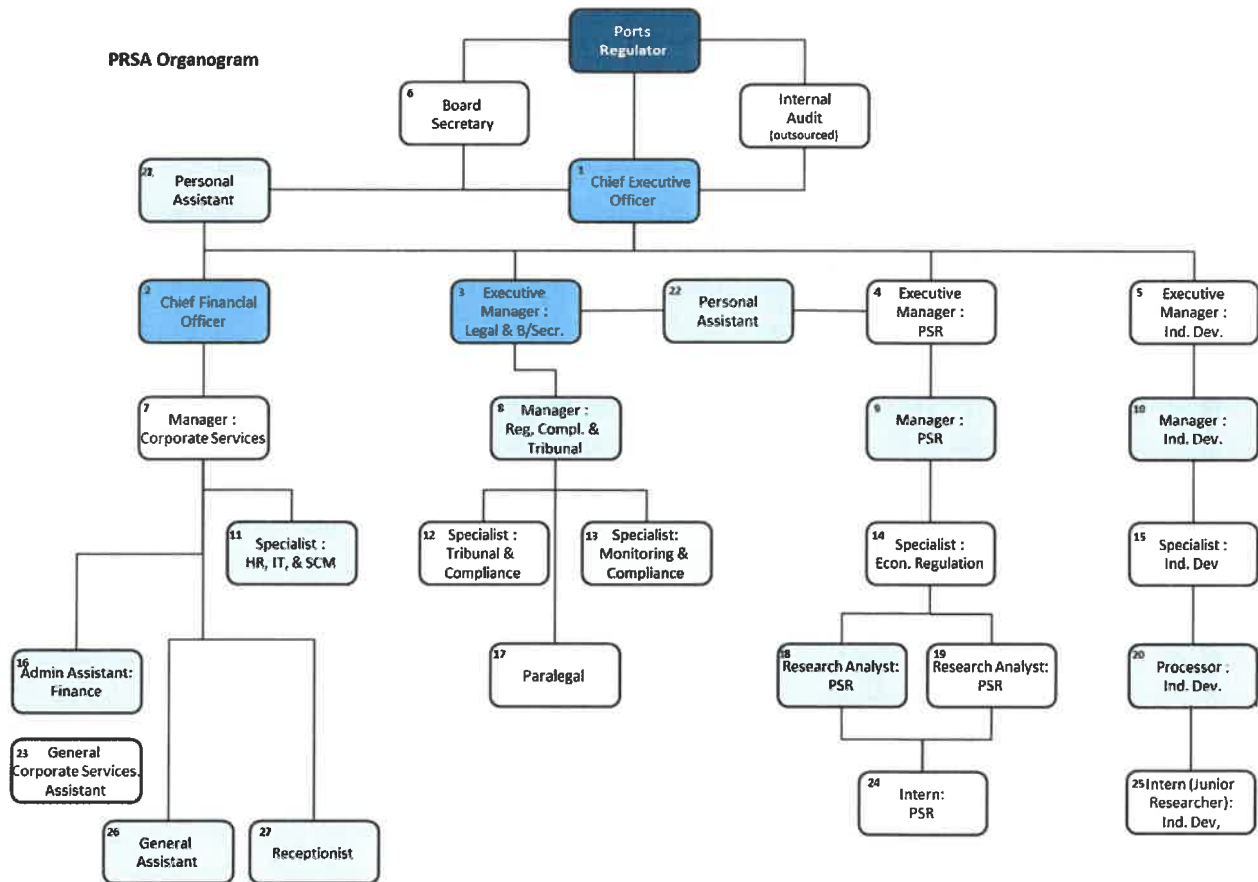 Ports
Regulator
PRSA Organogram
6
Board
Secretary
Internal
Audit
(outsourced)
Personal
Assistant
1
Chief Executive
Officer
2
Chief Financial
Officer
3
Executive
Manager :
Legal & B/Secr.
22
Personal
Assistant
4
Executive
Manager :
PSR
5
Executive
Manager :
Ind. Dev.
7
Manager :
Corporate Services
8
Manager :
Reg, Compl. &
Tribunal
9
Manager :
PSR
10
Manager :
Ind. Dev.
11
Specialist :
HR, IT, & SCM
12
Specialist :
Tribunal &
Compliance
13
Specialist:
Monitoring &
Compliance
14
Specialist :
Econ. Regulation
15
Specialist :
Ind. Dev
16
Admin Assistant:
Finance
17
Paralegal
18
Research Analyst:
PSR
19
Research Analyst:
PSR
20
Processor :
Ind. Dev.
23 General
Corporate Services.
Assistant
24
Intern:
PSR
25 Intern (Junior
Researcher):
Ind. Dev,
26
General
Assistant
27
Receptionist